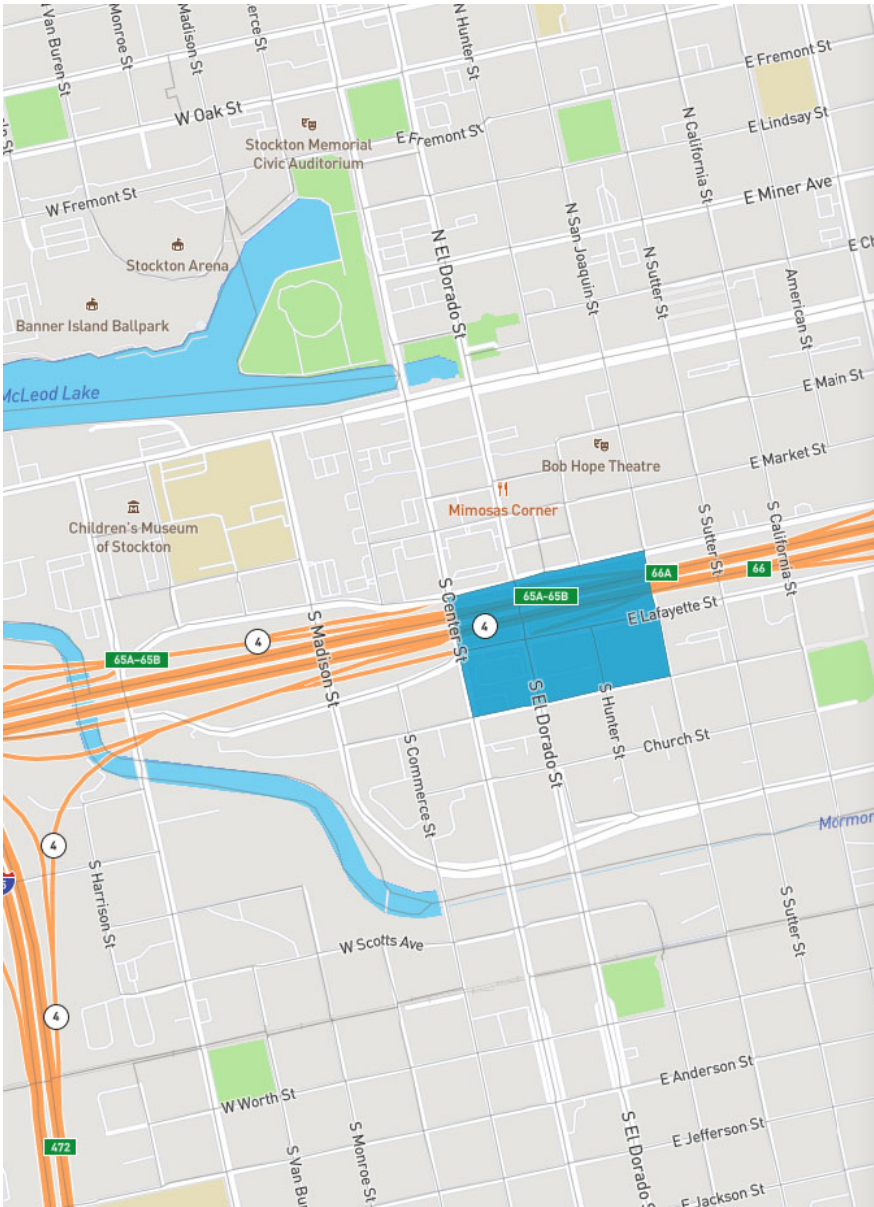 N Van Buren St
Monroe St
Madison St
erce St
N Hunter St
E Fremont St
W Oak St
Stockton Memorial
Civic Auditorium
E Fremont St
N California St
E Lindsay St
ln St
W Fremont St
E Miner Ave
Stockton Arena
N El Dorado St
N San Joaquin St
N Sutter St
E Ch
American St
Banner Island Ballpark
McLeod Lake
E Main St
Bob Hope Theatre
E Market St
Mimosas Corner
Children's Museum
of Stockton
S Sutter St
S California St
66A
66
65A-65B
S Center St
E Lafayette St
4
4
S Madison St
65A-65B
S El Dorado St
S Hunter St
Church St
S Commerce St
Mormon
4
5
S Harrison St
S Sutter St
W Scotts Ave
4
E Anderson St
W Worth St
S El Dorado S
E Jefferson St
472
S Van Bu
S Monroe St
E Jackson St